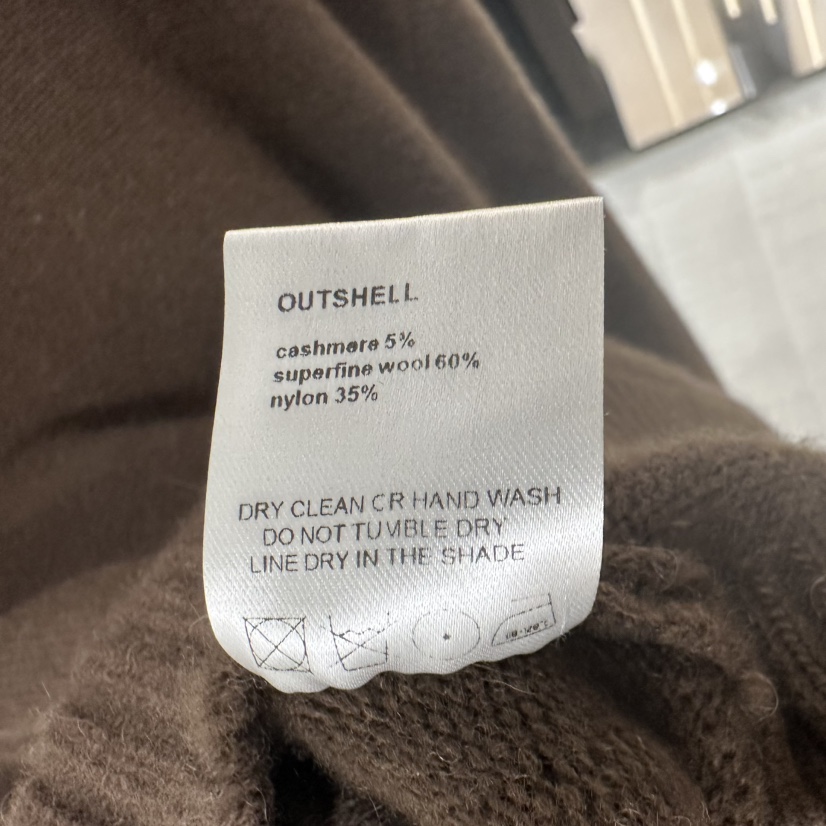 OUTSHELL
cashmere 5%
superfine wool 60%
nylon 35%
DRY CLEAN OR HAND WASH
DO NOT TUMBLE DRY
LINE DRY IN THE SHADE